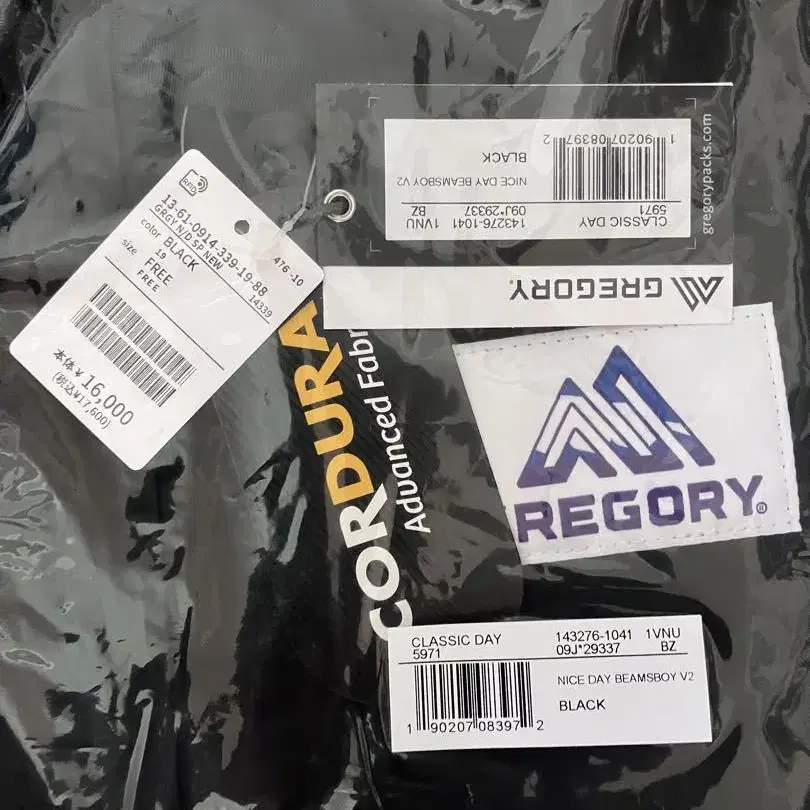 13-61-0914-339-19-88
GRGY N/D SP NEW 14339
color BLACK
19
size FREE
FREE
476 -10
本体¥16,000
(税込¥17,600)
RFID
CLASSIC DAY 143276-1041 1VNU
5971 09J*29337 BZ
NICE DAY BEAMSBOY V2
BLACK
1 90207 08397 2
gregorypacks.com
GREGORY
CORDURA
Advanced Fabr
REGORY®
CLASSIC DAY 143276-1041 1VNU
5971 09J*29337 BZ
NICE DAY BEAMSBOY V2
BLACK
1 90207 08397 2